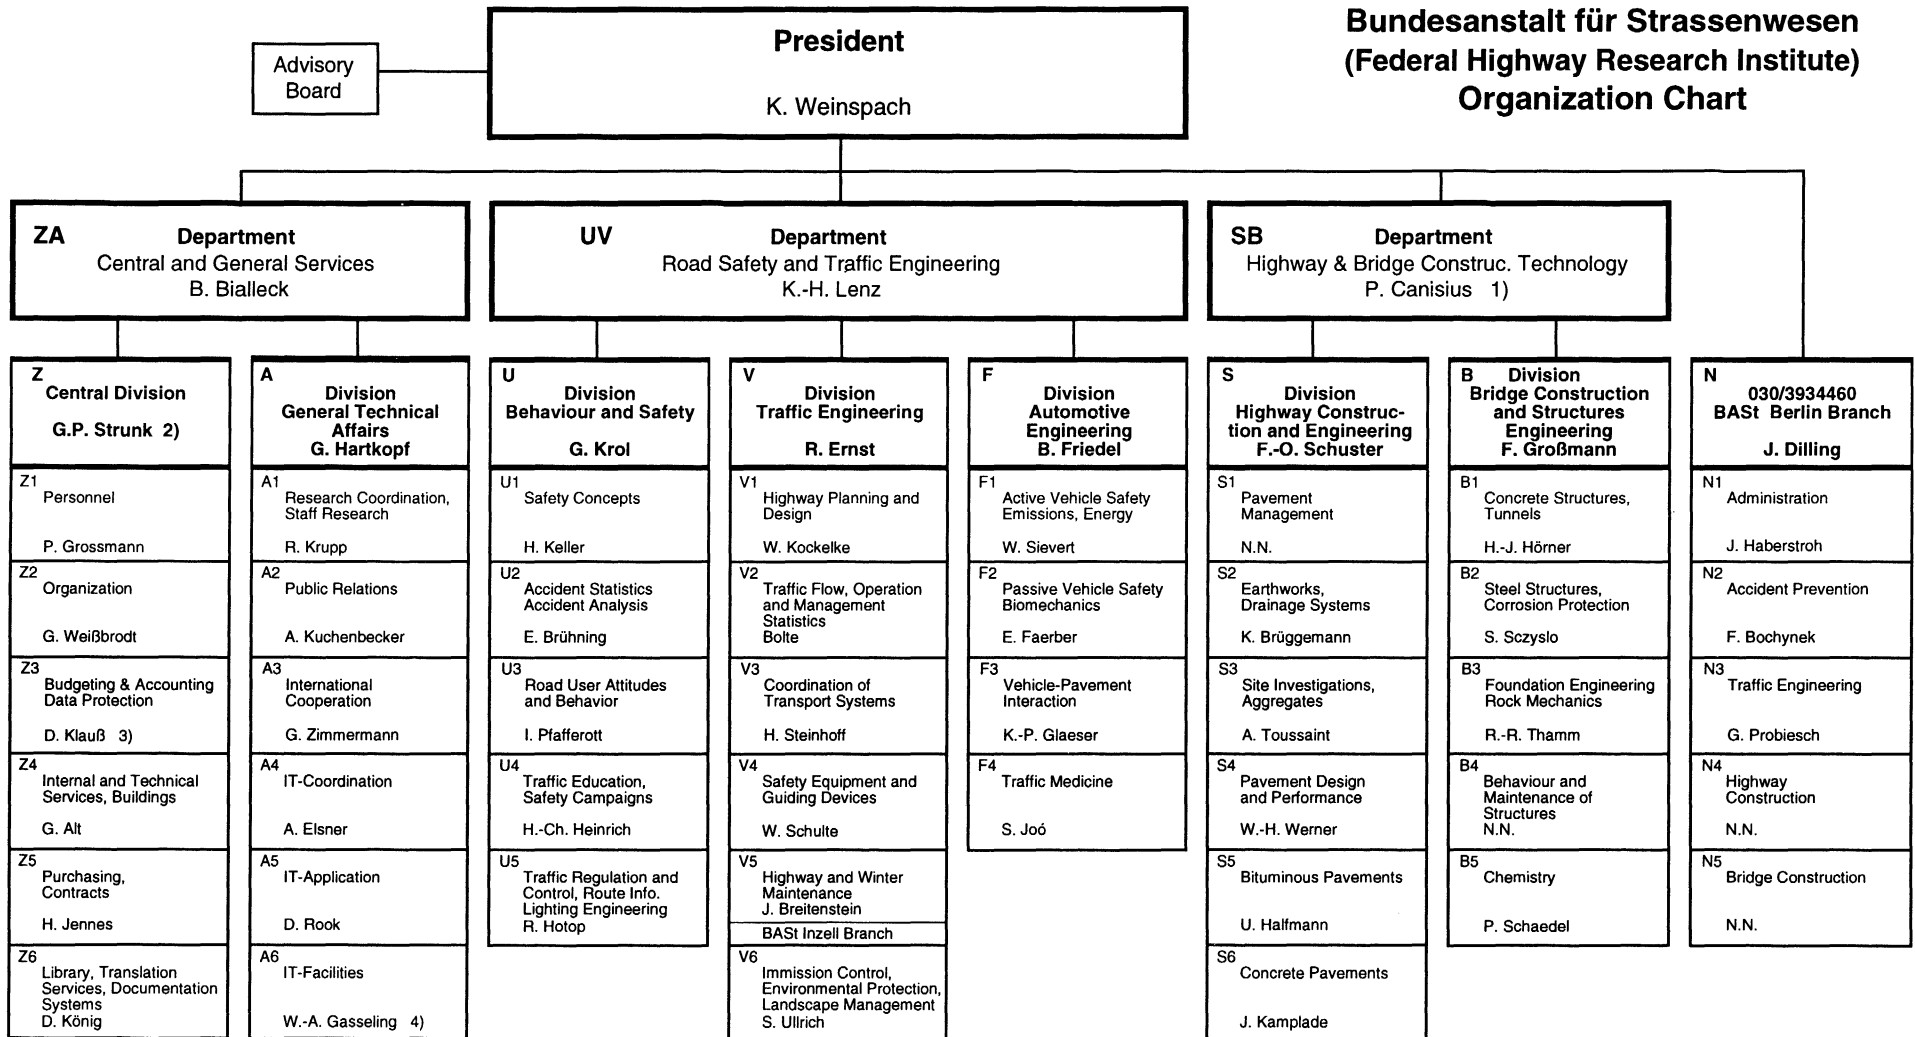 Bundesanstalt für Strassenwesen
(Federal Highway Research Institute)
Organization Chart
President
K. Weinspach
Advisory
Board
ZA
Department
Central and General Services
B. Bialleck
UV
Department
Road Safety and Traffic Engineering
K.-H. Lenz
SB
Department
Highway & Bridge Construc. Technology
P. Canisius 1)
Z
Central Division
G.P. Strunk 2)
Z1
Personnel
P. Grossmann
Z2
Organization
G. Weißbrodt
Z3
Budgeting & Accounting
Data Protection
D. Klauß 3)
Z4
Internal and Technical
Services, Buildings
G. Alt
Z5
Purchasing,
Contracts
H. Jennes
Z6
Library, Translation
Services, Documentation
Systems
D. König
A
Division
General Technical
Affairs
G. Hartkopf
A1
Research Coordination,
Staff Research
R. Krupp
A2
Public Relations
A. Kuchenbecker
A3
International
Cooperation
G. Zimmermann
A4
IT-Coordination
A. Elsner
A5
IT-Application
D. Rook
A6
IT-Facilities
W.-A. Gasseling 4)
U
Division
Behaviour and Safety
G. Krol
U1
Safety Concepts
H. Keller
U2
Accident Statistics
Accident Analysis
E. Brühning
U3
Road User Attitudes
and Behavior
I. Pfafferott
U4
Traffic Education,
Safety Campaigns
H.-Ch. Heinrich
U5
Traffic Regulation and
Control, Route Info.
Lighting Engineering
R. Hotop
V
Division
Traffic Engineering
R. Ernst
V1
Highway Planning and
Design
W. Kockelke
V2
Traffic Flow, Operation
and Management
Statistics
Bolte
V3
Coordination of
Transport Systems
H. Steinhoff
V4
Safety Equipment and
Guiding Devices
W. Schulte
V5
Highway and Winter
Maintenance
J. Breitenstein
BASt Inzell Branch
V6
Immission Control,
Environmental Protection,
Landscape Management
S. Ullrich
F
Division
Automotive
Engineering
B. Friedel
F1
Active Vehicle Safety
Emissions, Energy
W. Sievert
F2
Passive Vehicle Safety
Biomechanics
E. Faerber
F3
Vehicle-Pavement
Interaction
K.-P. Glaeser
F4
Traffic Medicine
S. Joó
S
Division
Highway Construc-
tion and Engineering
F.-O. Schuster
S1
Pavement
Management
N.N.
S2
Earthworks,
Drainage Systems
K. Brüggemann
S3
Site Investigations,
Aggregates
A. Toussaint
S4
Pavement Design
and Performance
W.-H. Werner
S5
Bituminous Pavements
U. Halfmann
S6
Concrete Pavements
J. Kamplade
B
Division
Bridge Construction
and Structures
Engineering
F. Großmann
B1
Concrete Structures,
Tunnels
H.-J. Hörner
B2
Steel Structures,
Corrosion Protection
S. Sczyslo
B3
Foundation Engineering
Rock Mechanics
R.-R. Thamm
B4
Behaviour and
Maintenance of
Structures
N.N.
B5
Chemistry
P. Schaedel
N
030/3934460
BASt Berlin Branch
J. Dilling
N1
Administration
J. Haberstroh
N2
Accident Prevention
F. Bochynek
N3
Traffic Engineering
G. Probiesch
N4
Highway
Construction
N.N.
N5
Bridge Construction
N.N.